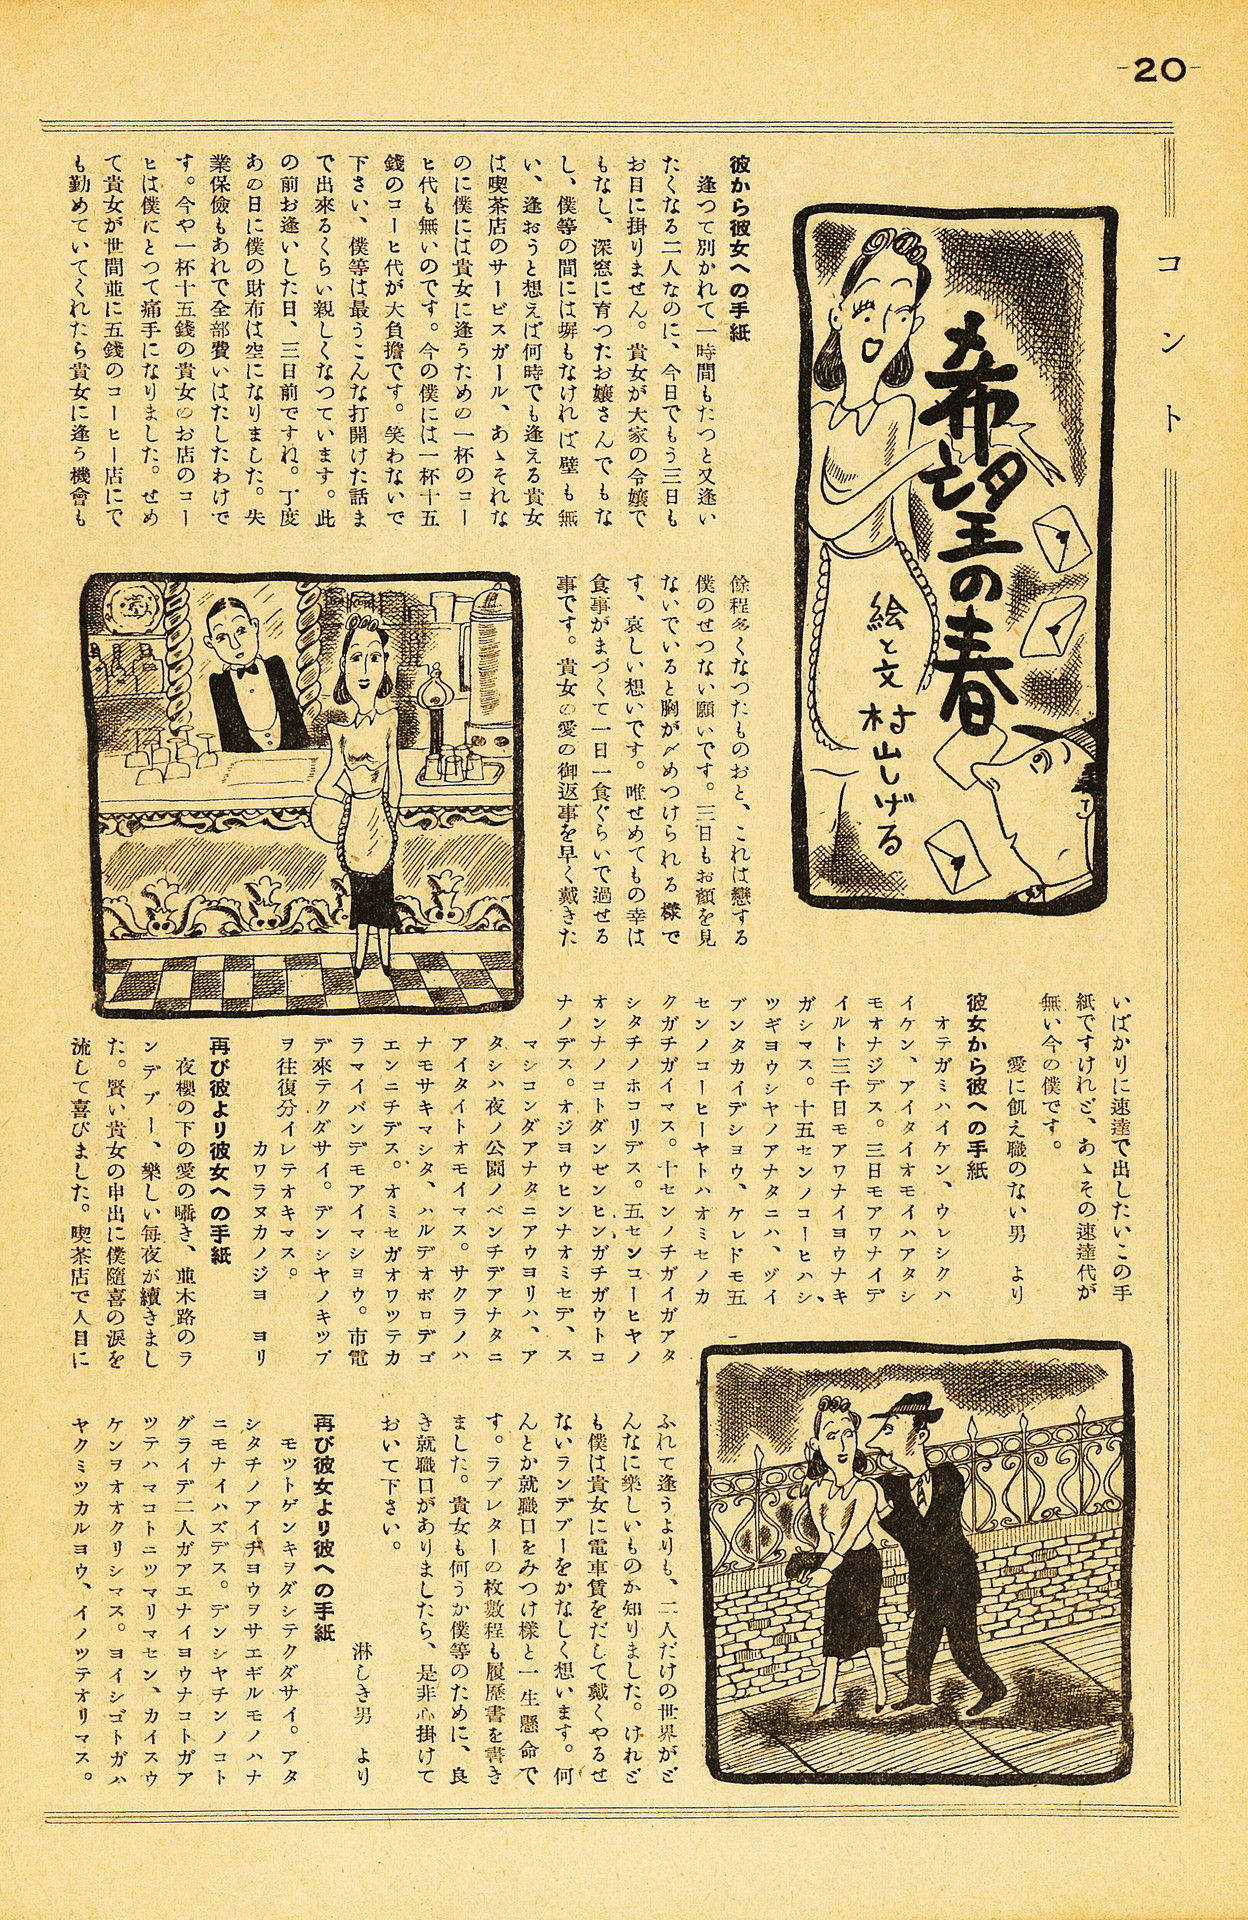 -20-
コント
希望の春
絵と文 村山しげる
彼から彼女への手紙
逢つて別かれて一時間もたつと又逢い
たくなる二人なのに、今日でもう三日も
お目に掛りません。貴女が大家の令嬢で
もなし、深窓に育つたお嬢さんでもな
し、僕等の間には塀もなければ壁も無
い、逢おうと想えば何時でも逢える貴女
は喫茶店のサービスガール、あゝそれな
のに僕には貴女に逢うための一杯のコー
ヒ代も無いのです。今の僕には一杯十五
錢のコーヒ代が大負擔です。笑わないで
下さい、僕等は最うこんな打開けた話ま
で出來るくらい親しくなつています。此
の前お逢いした日、三日前ですね。丁度
あの日に僕の財布は空になりました。失
業保儉もあれで全部費いはたしたわけで
す。今や一杯十五錢の貴女のお店のコー
ヒは僕にとつて痛手になりました。せめ
て貴女が世間並に五錢のコーヒー店にで
も勤めていてくれたら貴女に逢う機會も
餘程多くなつたものおと、これは戀する
僕のせつない願いです。三日もお顏を見
ないでいると胸が〆めつけられる樣で
す、哀しい想いです。唯せめてもの幸は
食事がまづくて一日一食ぐらいで過せる
事です。貴女の愛の御返事を早く戴きた
いばかりに速達で出したいこの手
紙ですけれど、あゝその速達代が
無い今の僕です。
愛に飢え職のない男 より
彼女から彼への手紙
オテガミハイケン、ウレシクハ
イケン、アイタイオモイハアタシ
モオナジデス。三日モアワナイデ
イルト三千日モアワナイヨウナキ
ガシマス。十五センノコーヒハシ、
ツギヨウシヤノアナタニハ、ヅイ
ブンタカイデシヨウ、ケレドモ五
センノコーヒーヤトハオミセノカ
クガチガイマス。十センノチガイガアタ
シタチノホコリデス。五センコーヒヤノ
オンナノコトダンゼンヒンガチガウトコ
ナノデス。オジヨウヒンナオミセデ、ス
マシコンダアナタニアウヨリハ、ア
タシハ夜ノ公園ノベンチデアナタニ
アイタイトオモイマス。サクラノハ
ナモサキマシタ、ハルデオボロデゴ
エンニチデス。オミセガオワツテカ
ラマイバンデモアイマショウ。市電
デ來テクダサイ。デンシヤノキツプ
ヲ往復分イレテオキマス。
カワラヌカノジヨ ヨリ
再び彼より彼女への手紙
夜櫻の下の愛の囁き、並木路のラ
ンデブー、樂しい毎夜が續きまし
た。賢い貴女の申出に僕隨喜の涙を
流して喜びました。喫茶店で人目に
ふれて逢うよりも、二人だけの世界がど
んなに樂しいものか知りました。けれど
も僕は貴女に電車賃をだして戴くやるせ
ないランデブーをかなしく想います。何
んとか就職口をみつけ樣と一生懸命で
す。ラブレターの枚數程も履歴書を書き
ました。貴女も何うか僕等のために、良
き就職口がありましたら、是非心掛けて
おいて下さい。
淋しき男 より
再び彼女より彼への手紙
モツトゲンキヲダシテクダサイ。アタ
シタチノアイヂヨウヲサエギルモノハナ
ニモナイハズデス。デンシヤチンノコト
グライデ二人ガアエナイヨウナコトガア
ツテハマコトニツマリマセン、カイスウ
ケンヲオオクリシマス。ヨイシゴトガハ
ヤクミツカルヨウ、イノツテオリマス。